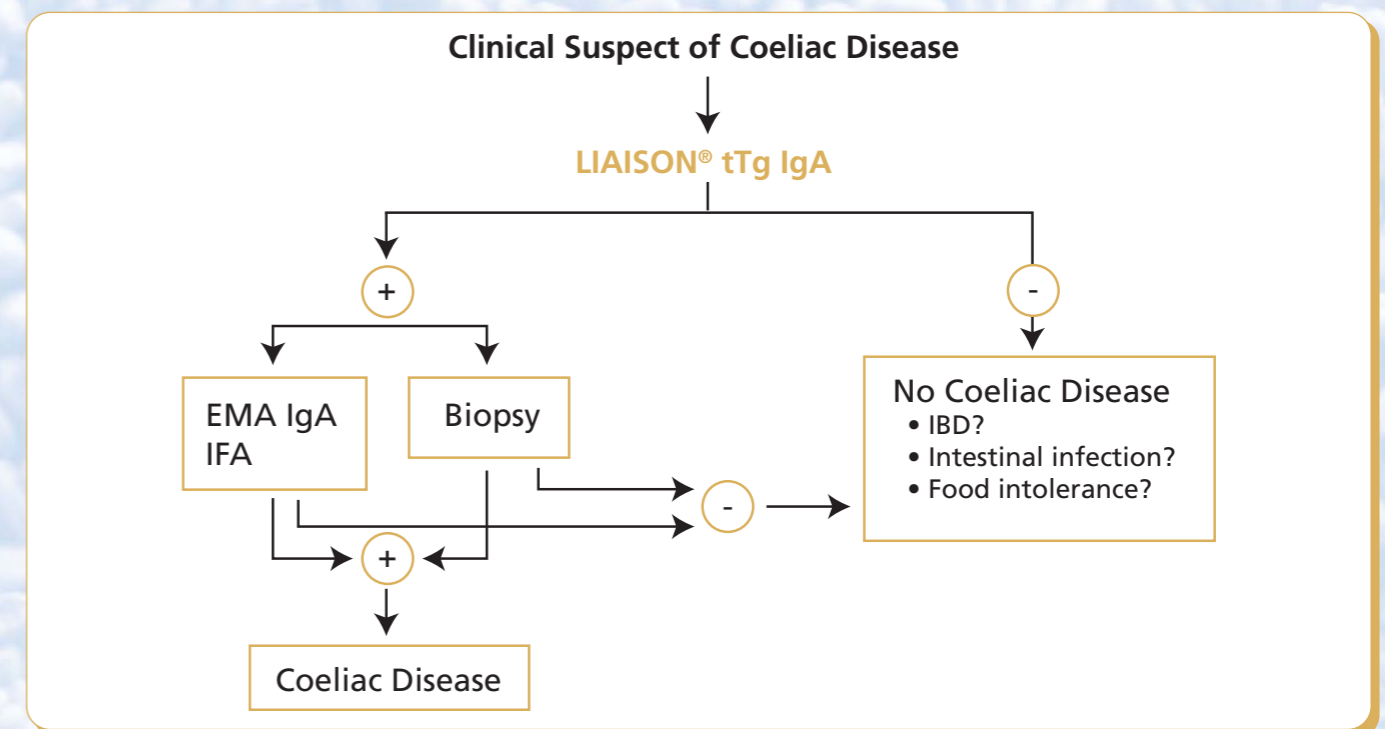 Clinical Suspect of Coeliac Disease
LIAISON® tTg IgA
+
-
EMA IgA
IFA
Biopsy
No Coeliac Disease
• IBD?
• Intestinal infection?
• Food intolerance?
-
+
Coeliac Disease